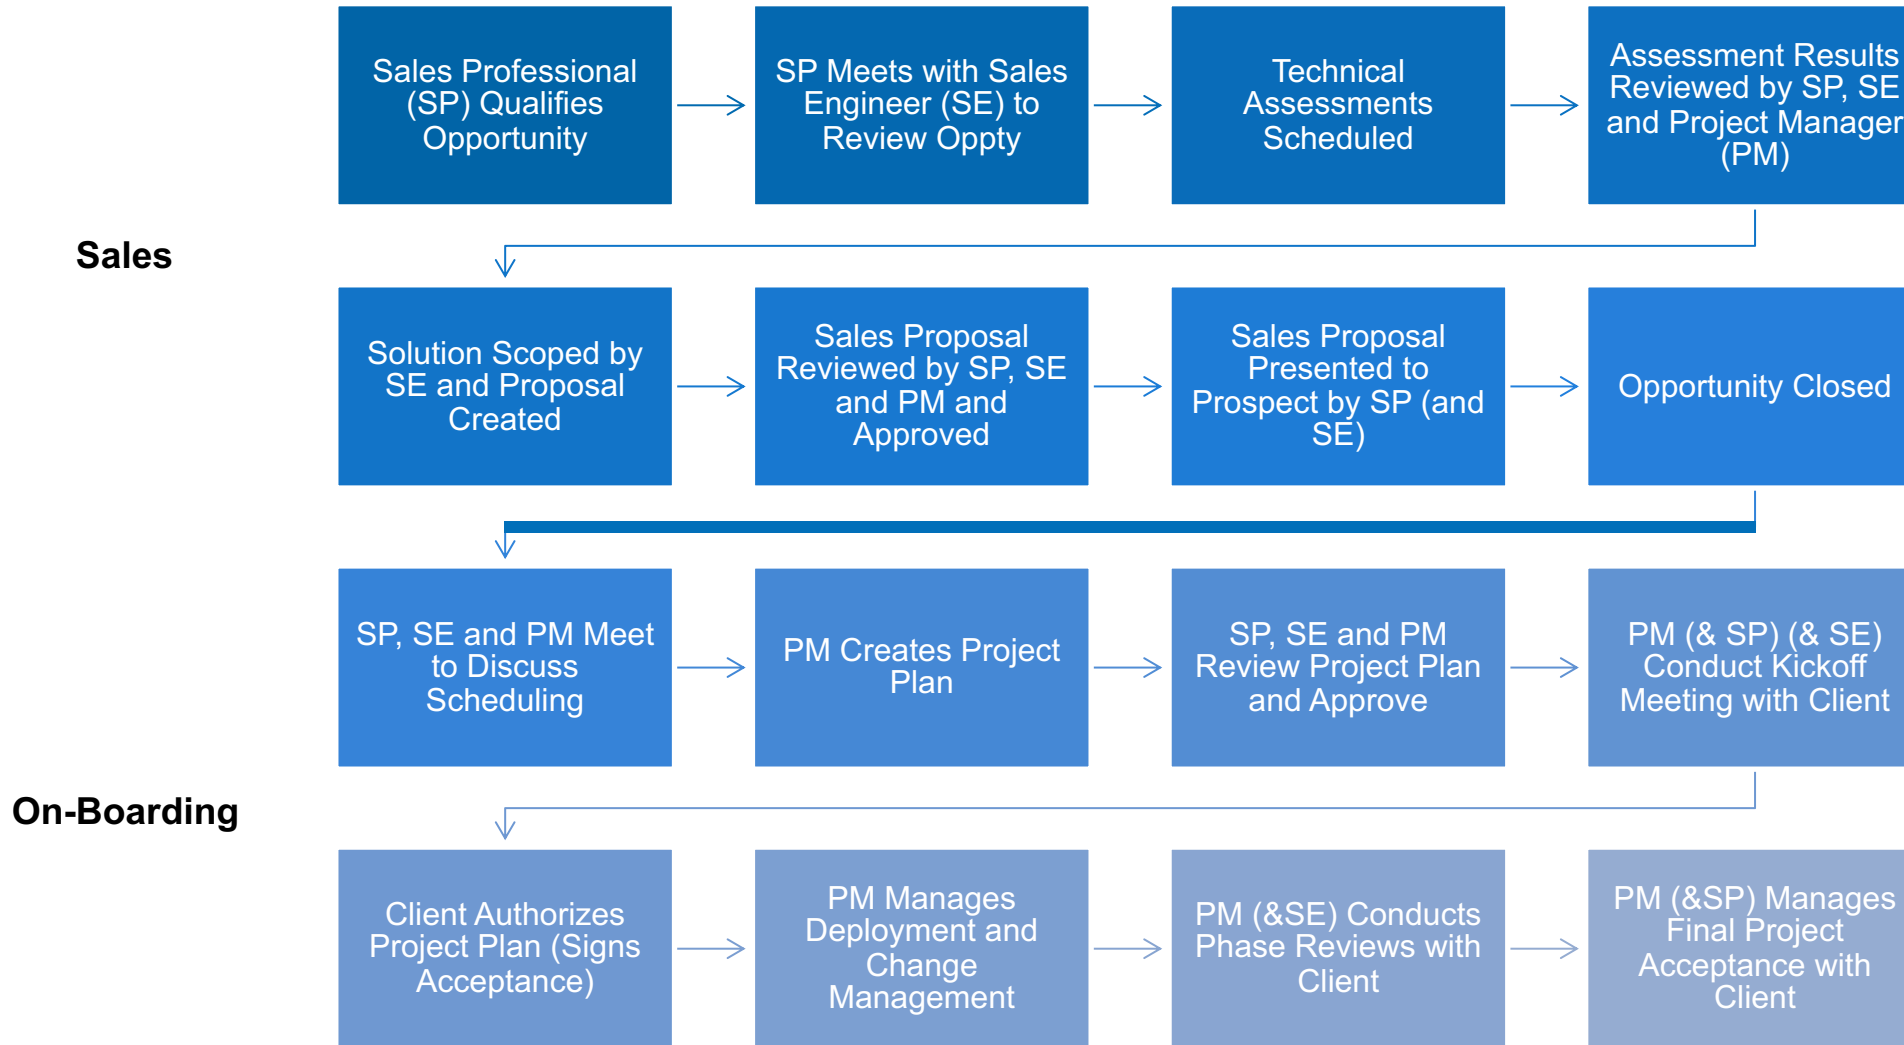 Sales Professional
(SP) Qualifies
Opportunity
SP Meets with Sales
Engineer (SE) to
Review Oppty
Technical
Assessments
Scheduled
Assessment Results
Reviewed by SP, SE
and Project Manager
(PM)
Sales
Solution Scoped by
SE and Proposal
Created
Sales Proposal
Reviewed by SP, SE
and PM and
Approved
Sales Proposal
Presented to
Prospect by SP (and
SE)
Opportunity Closed
SP, SE and PM Meet
to Discuss
Scheduling
PM Creates Project
Plan
SP, SE and PM
Review Project Plan
and Approve
PM (& SP) (& SE)
Conduct Kickoff
Meeting with Client
On-Boarding
Client Authorizes
Project Plan (Signs
Acceptance)
PM Manages
Deployment and
Change
Management
PM (&SE) Conducts
Phase Reviews with
Client
PM (&SP) Manages
Final Project
Acceptance with
Client